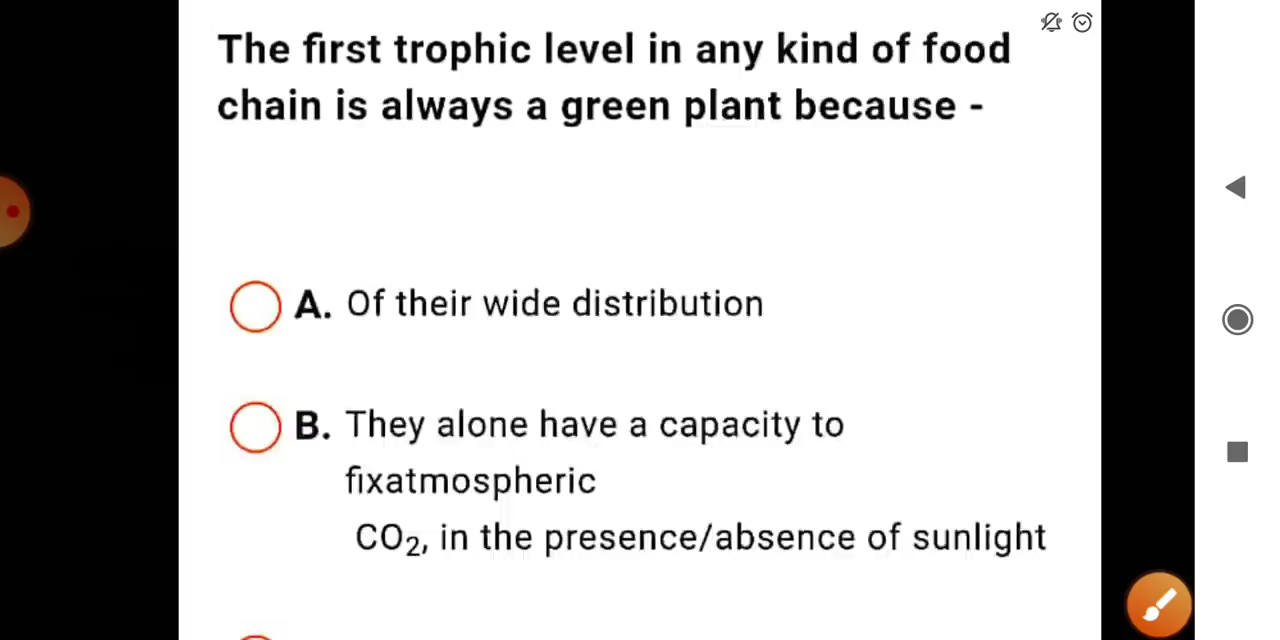 The first trophic level in any kind of food
chain is always a green plant because -
A. Of their wide distribution
B. They alone have a capacity to
fixatmospheric
CO₂, in the presence/absence of sunlight